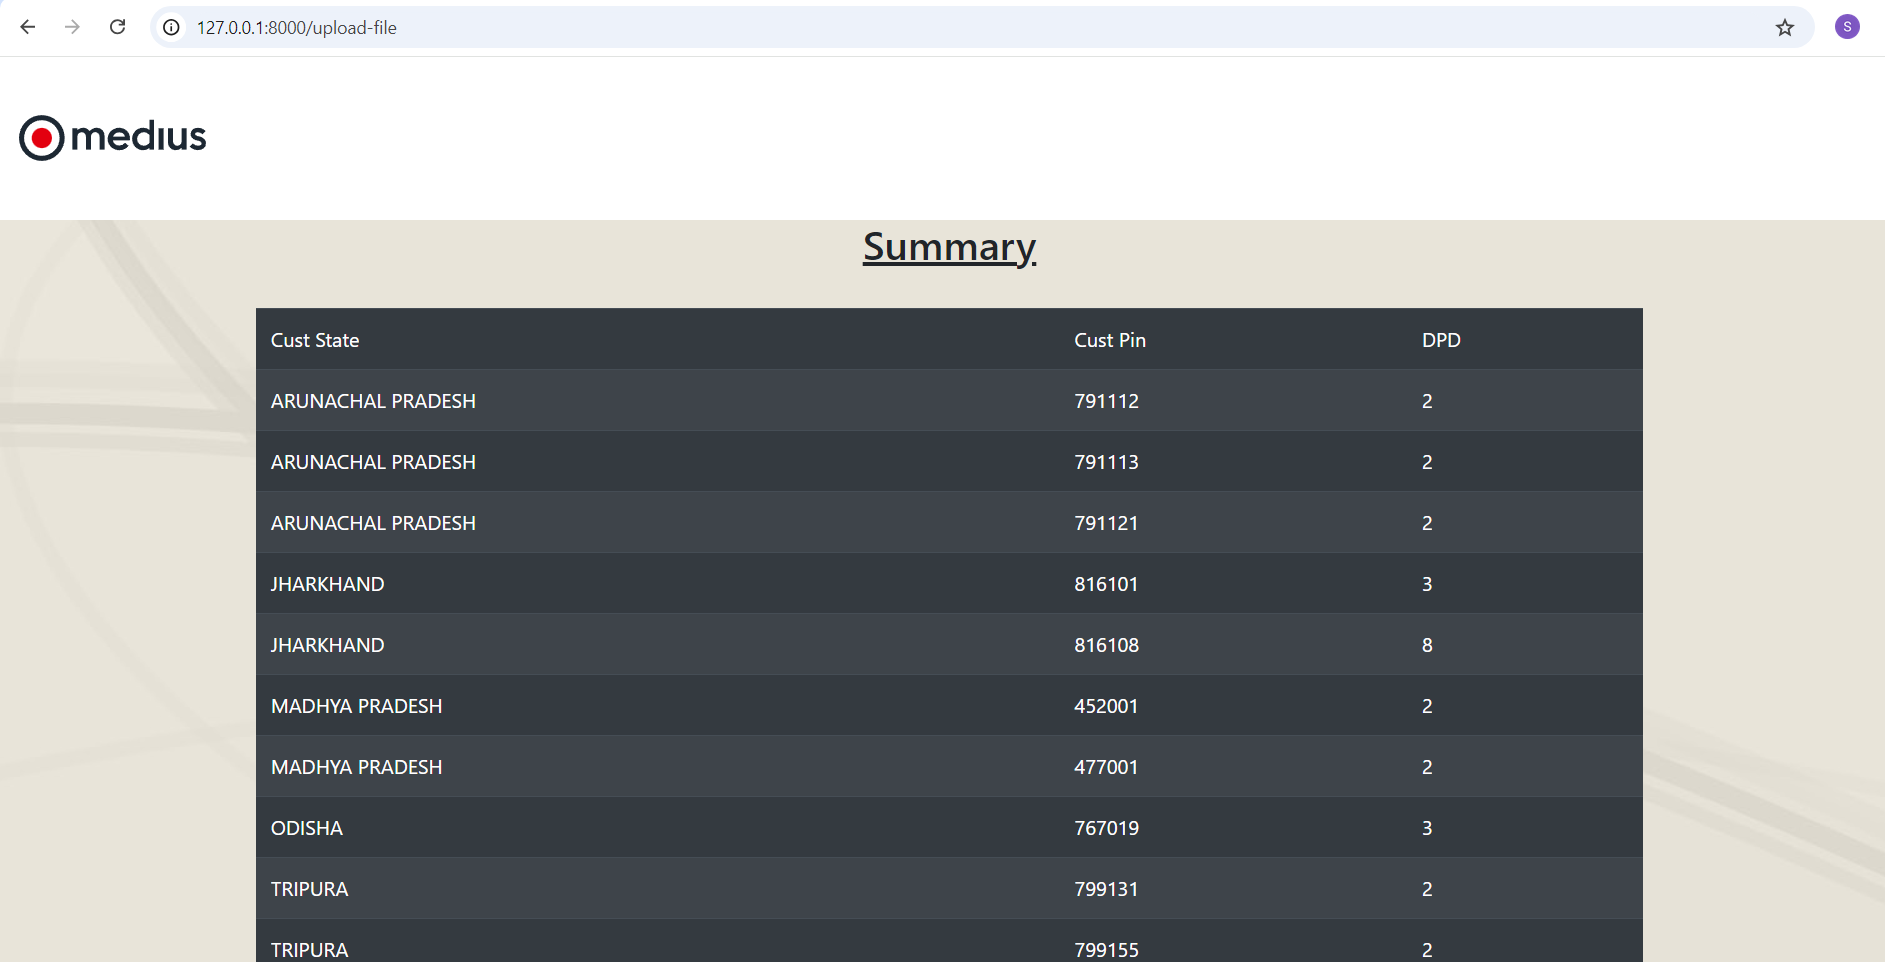 127.0.0.1:8000/upload-file
S
medius
Summary
Cust State Cust Pin DPD
ARUNACHAL PRADESH 791112 2
ARUNACHAL PRADESH 791113 2
ARUNACHAL PRADESH 791121 2
JHARKHAND 816101 3
JHARKHAND 816108 8
MADHYA PRADESH 452001 2
MADHYA PRADESH 477001 2
ODISHA 767019 3
TRIPURA 799131 2
TRIPURA 799155 2